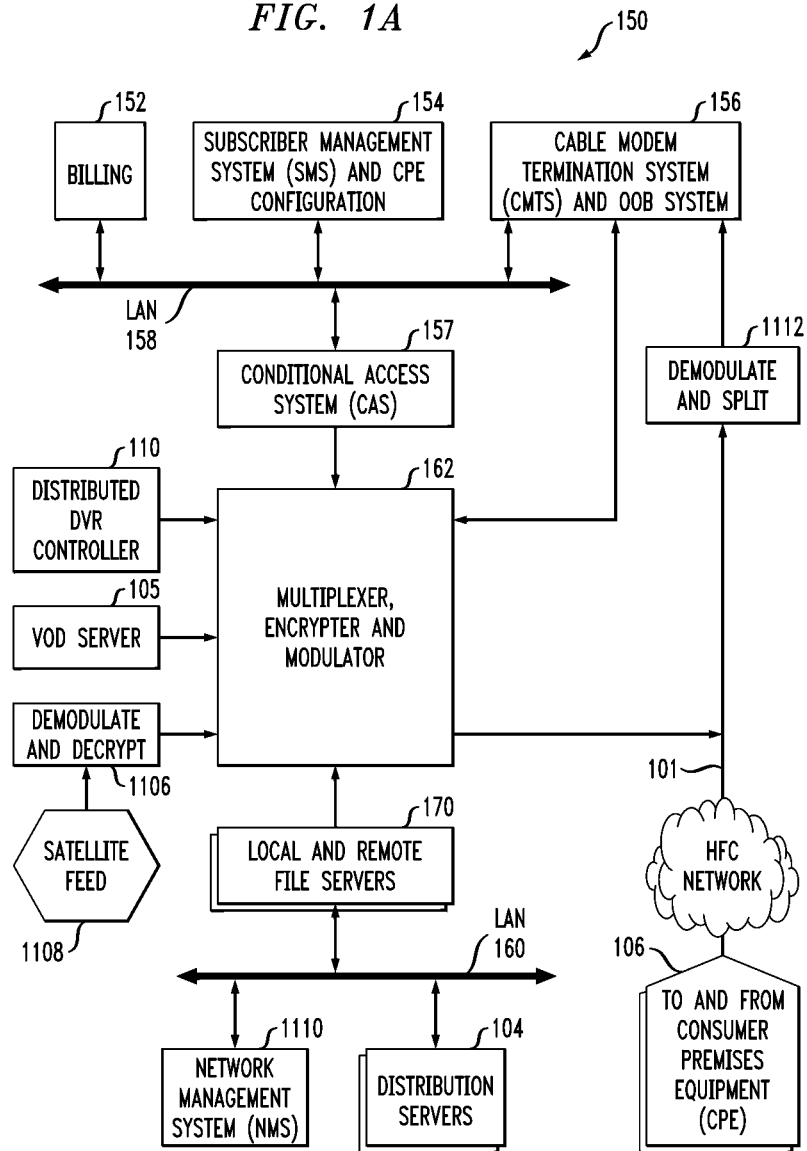 FIG. 1A
150
152
BILLING
154
SUBSCRIBER MANAGEMENT
SYSTEM (SMS) AND CPE
CONFIGURATION
156
CABLE MODEM
TERMINATION SYSTEM
(CMTS) AND OOB SYSTEM
LAN
158
157
CONDITIONAL ACCESS
SYSTEM (CAS)
1112
DEMODULATE
AND SPLIT
110
DISTRIBUTED
DVR
CONTROLLER
162
MULTIPLEXER,
ENCRYPTER AND
MODULATOR
105
VOD SERVER
DEMODULATE
AND DECRYPT
1106
SATELLITE
FEED
1108
170
LOCAL AND REMOTE
FILE SERVERS
101
HFC
NETWORK
LAN
160
106
TO AND FROM
CONSUMER
PREMISES
EQUIPMENT
(CPE)
1110
NETWORK
MANAGEMENT
SYSTEM (NMS)
104
DISTRIBUTION
SERVERS